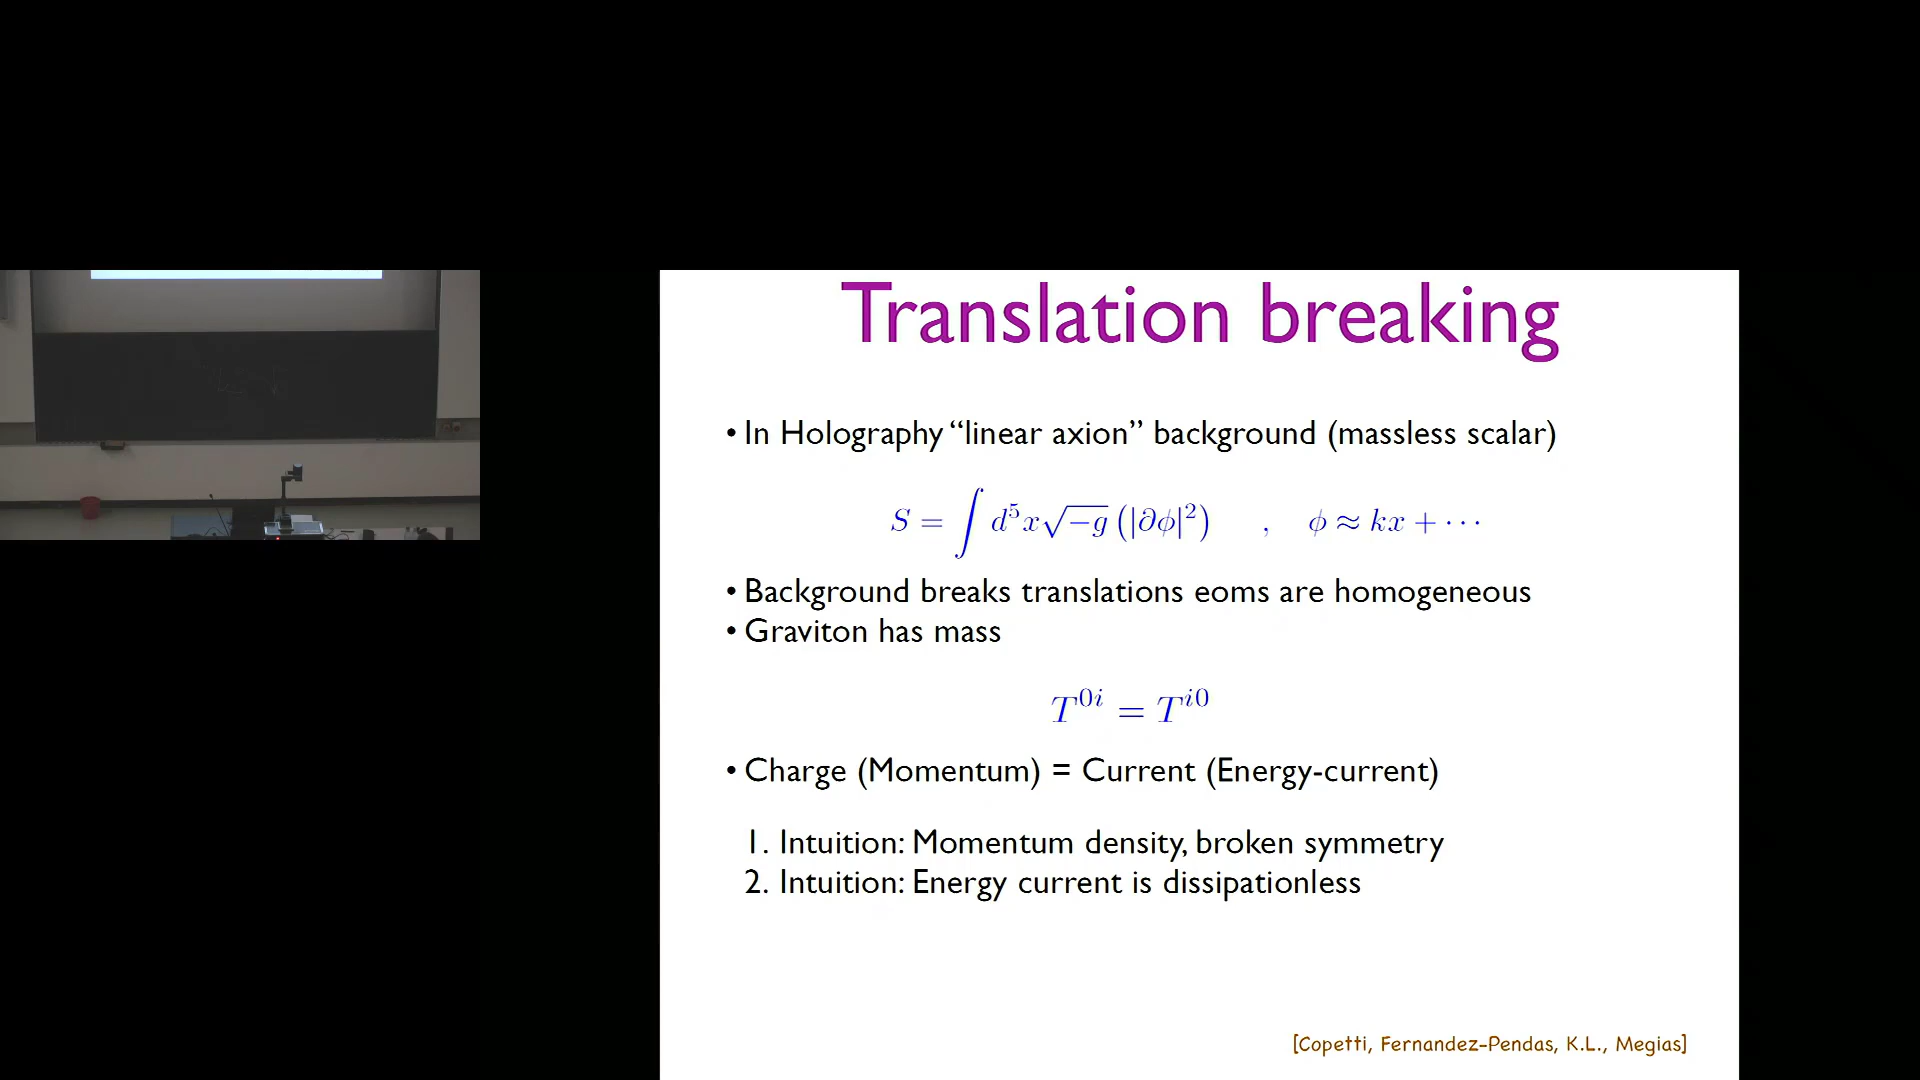 Translation breaking
• In Holography “linear axion” background (massless scalar)
S = ∫ d⁵x√−g (|∂ϕ|²) , ϕ ≈ kx + ⋯
• Background breaks translations eoms are homogeneous
• Graviton has mass
T⁰ⁱ = Tⁱ⁰
• Charge (Momentum) = Current (Energy-current)
1. Intuition: Momentum density, broken symmetry
2. Intuition: Energy current is dissipationless
[Copetti, Fernandez-Pendas, K.L., Megias]